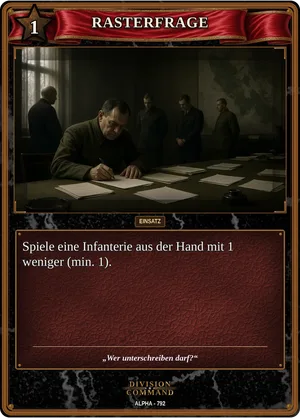 1
RASTERFRAGE
EINSATZ
Spiele eine Infanterie aus der Hand mit 1
weniger (min. 1).
„Wer unterschreiben darf?“
DIVISION
COMMAND
ALPHA - 792